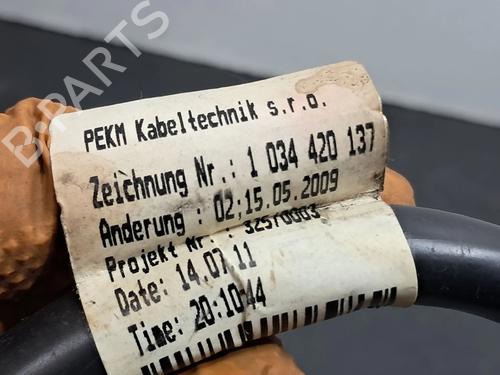 PEKM Kabeltechnik s.r.o.
Zeichnung Nr.: 1 034 420 137
Anderung : 02;15.05.2009
Projekt Nr : 32570003
Date: 14.07.11
Time: 20:10:44
B-PARTS